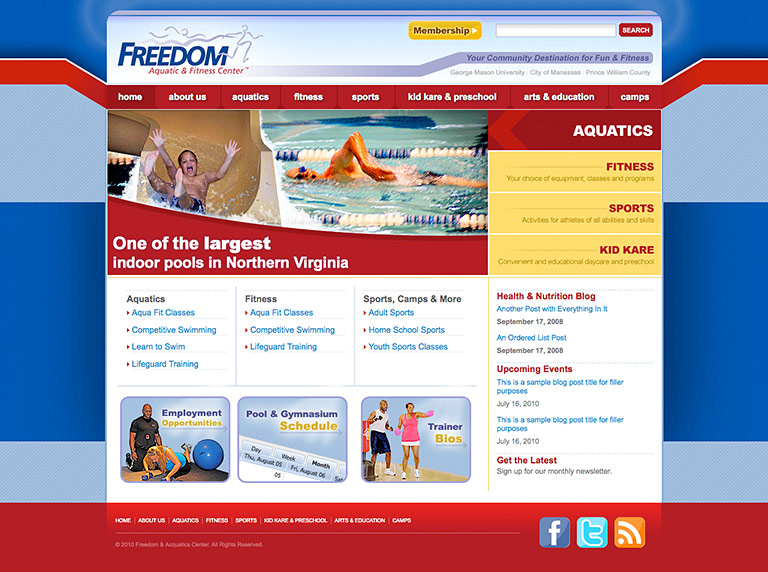 Membership
SEARCH
FREEDOM
Aquatic & Fitness Center™
Your Community Destination for Fun & Fitness
George Mason University | City of Manassas | Prince William County
home
about us
aquatics
fitness
sports
kid kare & preschool
arts & education
camps
One of the largest
indoor pools in Northern Virginia
AQUATICS
FITNESS
Your choice of equipment, classes and programs
SPORTS
Activities for athletes of all abilities and skills
KID KARE
Convenient and educational daycare and preschool
Aquatics
Aqua Fit Classes
Competitive Swimming
Learn to Swim
Lifeguard Training
Fitness
Aqua Fit Classes
Competitive Swimming
Lifeguard Training
Sports, Camps & More
Adult Sports
Home School Sports
Youth Sports Classes
Health & Nutrition Blog
Another Post with Everything In It
September 17, 2008
An Ordered List Post
September 17, 2008
Upcoming Events
This is a sample blog post title for filler
purposes
July 16, 2010
This is a sample blog post title for filler
purposes
July 16, 2010
Get the Latest
Sign up for our monthly newsletter.
Employment
Opportunities
Pool & Gymnasium
Schedule
Day
Week
Month
Thu, August 05
Fri, August 06
Sa
05
Trainer
Bios
HOME | ABOUT US | AQUATICS | FITNESS | SPORTS | KID KARE & PRESCHOOL | ARTS & EDUCATION | CAMPS
© 2010 Freedom & Acquatics Center. All Rights Reserved.
f
t